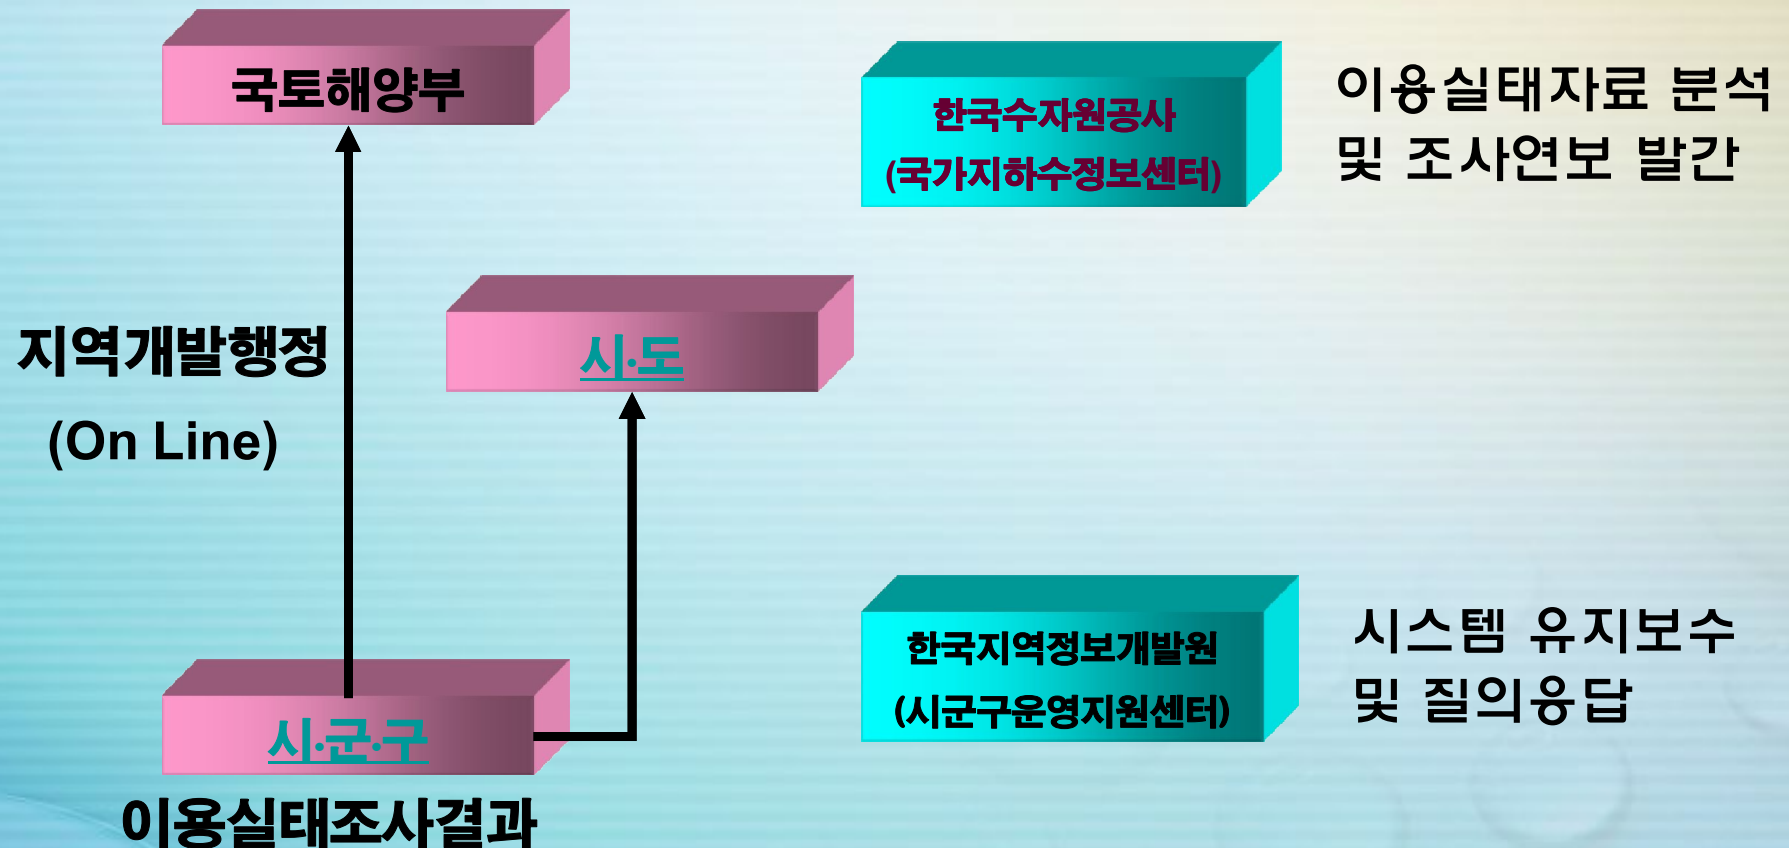 국토해양부
한국수자원공사
(국가지하수정보센터)
이용실태자료 분석
및 조사연보 발간
지역개발행정
(On Line)
시·도
한국지역정보개발원
(시군구운영지원센터)
시스템 유지보수
및 질의응답
시·군·구
이용실태조사결과